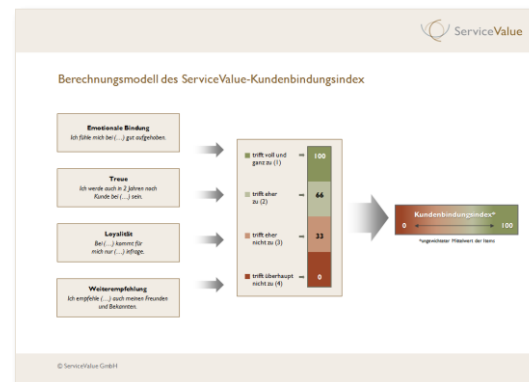 ServiceValue
Berechnungsmodell des ServiceValue-Kundenbindungsindex
Emotionale Bindung
Ich fühle mich bei (...) gut aufgehoben.
Treue
Ich werde auch in 2 Jahren noch
Kunde bei (...) sein.
Loyalität
Bei (...) kommt für
mich nur (...) infrage.
Weiterempfehlung
Ich empfehle (...) auch meinen Freunden
und Bekannten.
trifft voll und
ganz zu (1)
=
100
trifft eher
zu (2)
=
66
trifft eher
nicht zu (3)
=
33
trifft überhaupt
nicht zu (4)
=
0
Kundenbindungsindex*
0
100
*ungewichteter Mittelwert der Items
© ServiceValue GmbH